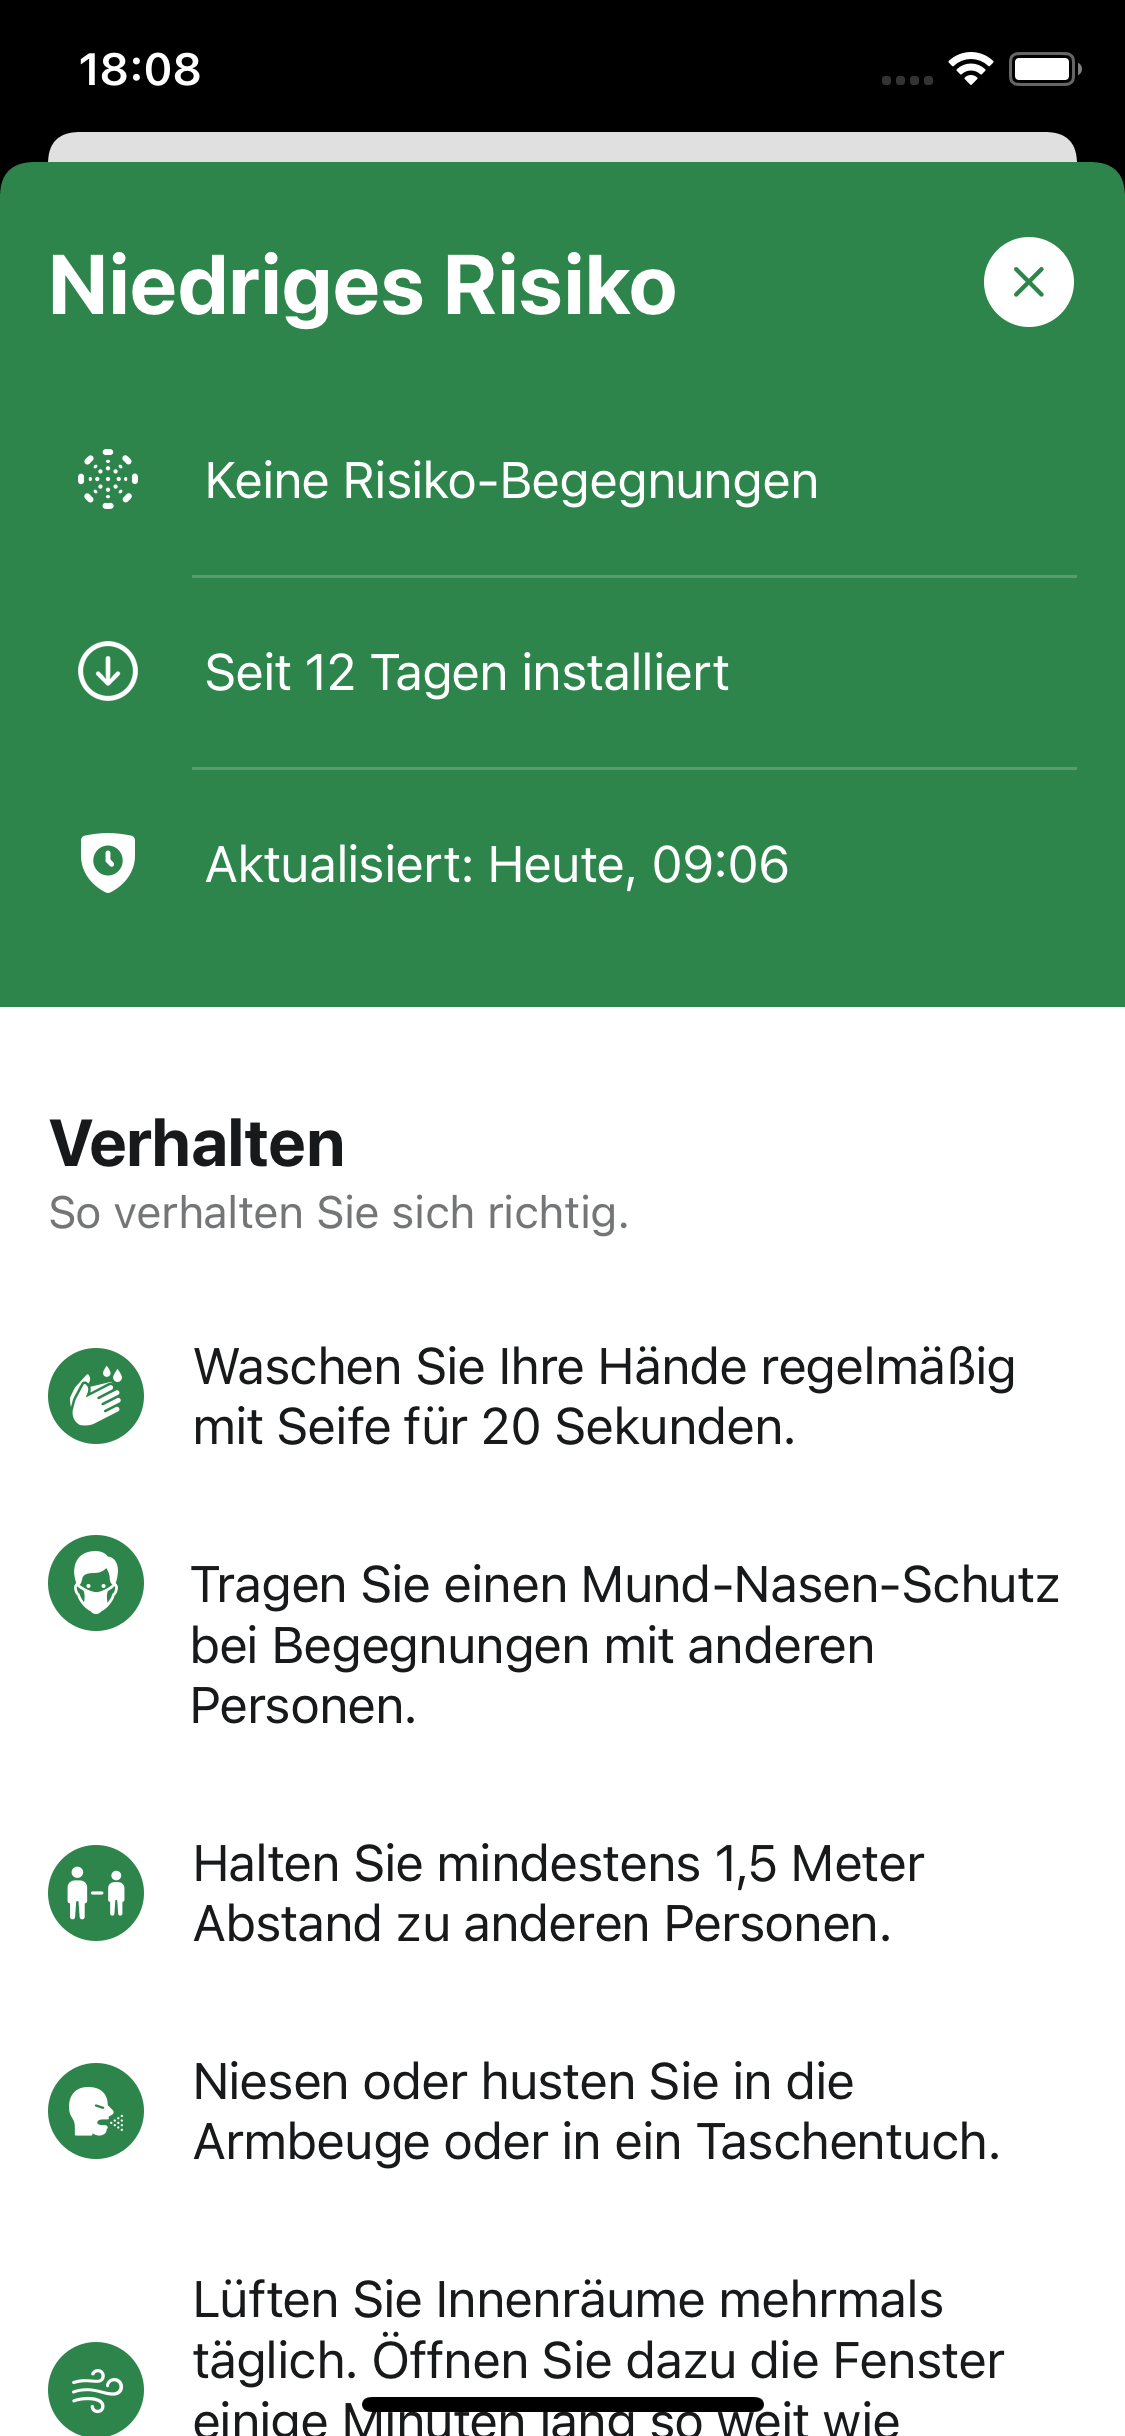 18:08
Niedriges Risiko
Keine Risiko-Begegnungen
Seit 12 Tagen installiert
Aktualisiert: Heute, 09:06
Verhalten
So verhalten Sie sich richtig.
Waschen Sie Ihre Hände regelmäßig
mit Seife für 20 Sekunden.
Tragen Sie einen Mund-Nasen-Schutz
bei Begegnungen mit anderen
Personen.
Halten Sie mindestens 1,5 Meter
Abstand zu anderen Personen.
Niesen oder husten Sie in die
Armbeuge oder in ein Taschentuch.
Lüften Sie Innenräume mehrmals
täglich. Öffnen Sie dazu die Fenster
einige Minuten lang so weit wie